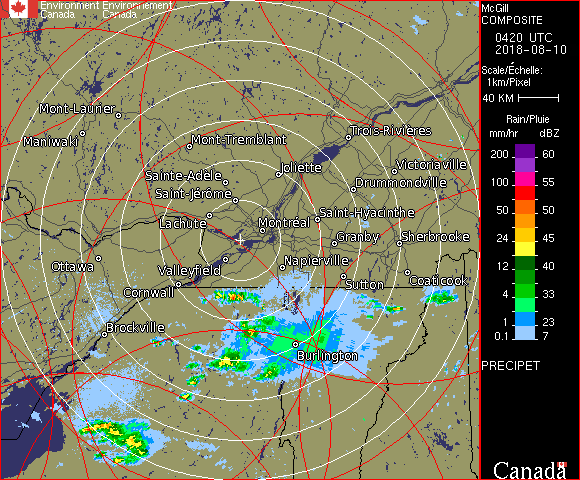 Environment Environnement
Canada Canada
McGill
COMPOSITE
0420 UTC
2018-08-10
Scale/Échelle:
1km/Pixel
40 KM
Rain/Pluie
mm/hr dBZ
200 60
100 55
50 50
24 45
12 40
4 33
1 23
0.1 7
PRECIPET
Canada
Mont-Laurier
Maniwaki
Mont-Tremblant
Trois-Rivières
Joliette
Victoriaville
Sainte-Adèle
Drummondville
Saint-Jérôme
Saint-Hyacinthe
Lachute
Montréal
Granby
Sherbrooke
Ottawa
Valleyfield
Napierville
Coaticook
Sutton
Cornwall
Brockville
Burlington